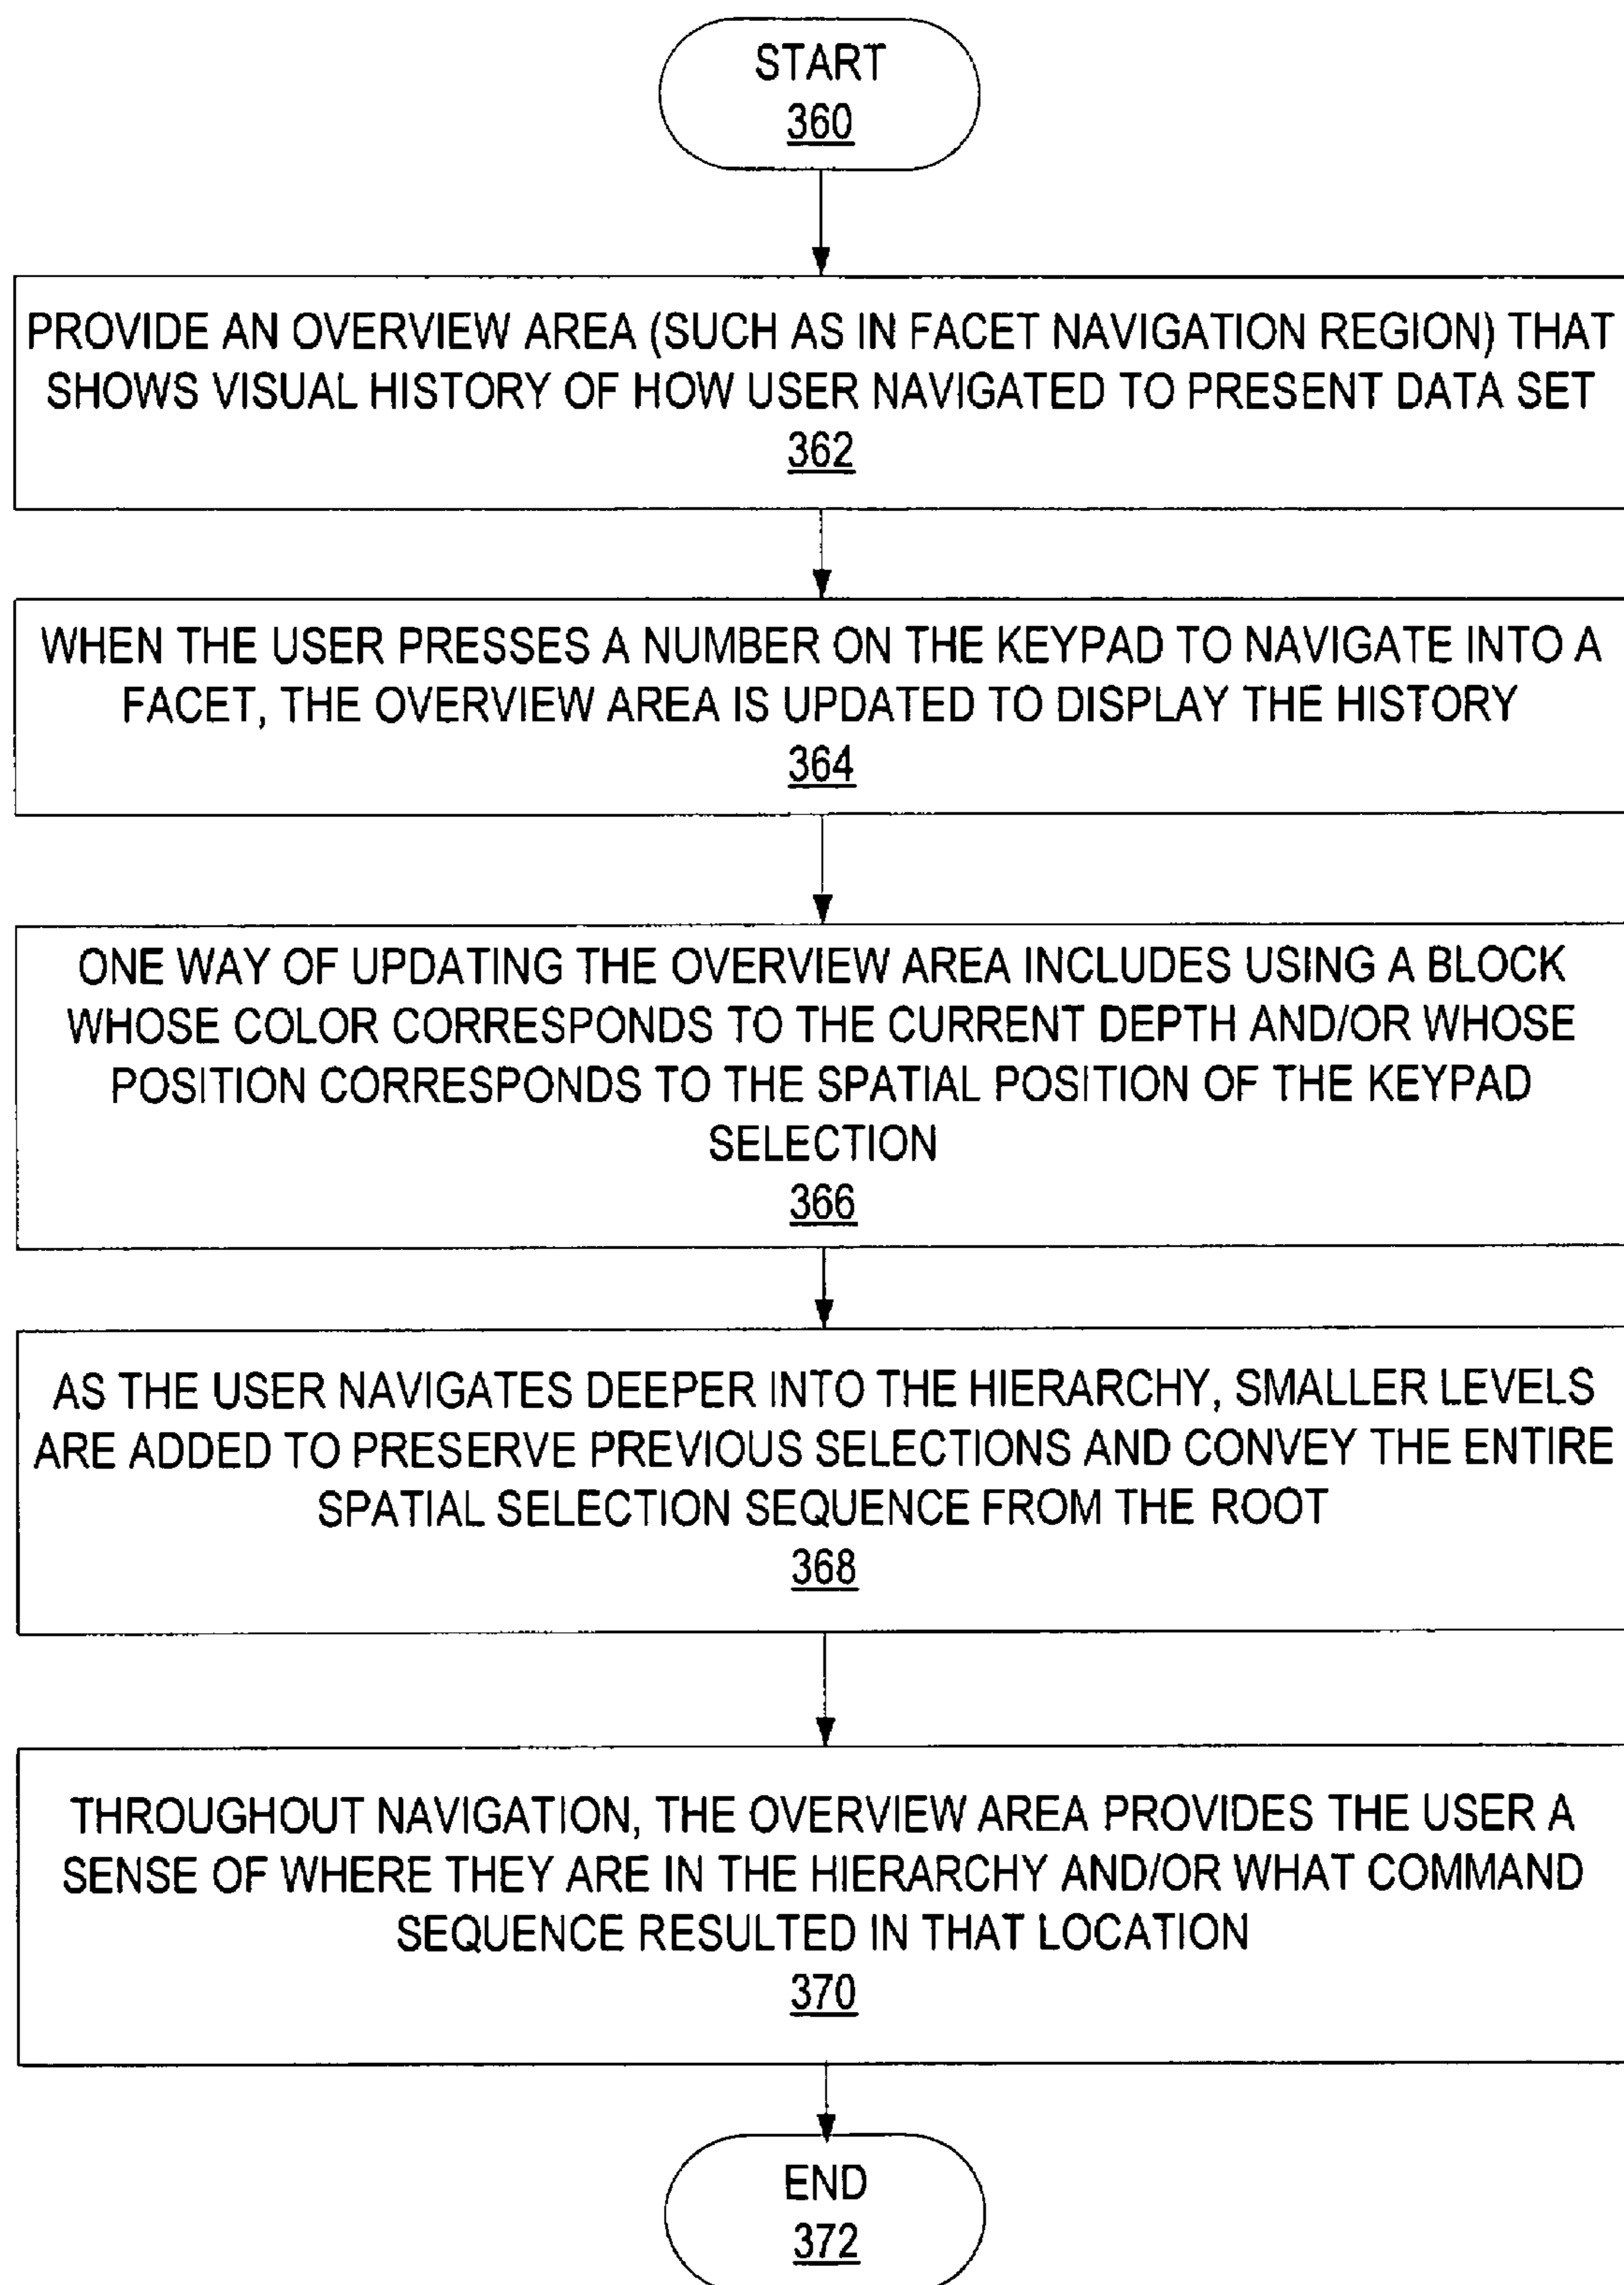 START
360
PROVIDE AN OVERVIEW AREA (SUCH AS IN FACET NAVIGATION REGION) THAT
SHOWS VISUAL HISTORY OF HOW USER NAVIGATED TO PRESENT DATA SET
362
WHEN THE USER PRESSES A NUMBER ON THE KEYPAD TO NAVIGATE INTO A
FACET, THE OVERVIEW AREA IS UPDATED TO DISPLAY THE HISTORY
364
ONE WAY OF UPDATING THE OVERVIEW AREA INCLUDES USING A BLOCK
WHOSE COLOR CORRESPONDS TO THE CURRENT DEPTH AND/OR WHOSE
POSITION CORRESPONDS TO THE SPATIAL POSITION OF THE KEYPAD
SELECTION
366
AS THE USER NAVIGATES DEEPER INTO THE HIERARCHY, SMALLER LEVELS
ARE ADDED TO PRESERVE PREVIOUS SELECTIONS AND CONVEY THE ENTIRE
SPATIAL SELECTION SEQUENCE FROM THE ROOT
368
THROUGHOUT NAVIGATION, THE OVERVIEW AREA PROVIDES THE USER A
SENSE OF WHERE THEY ARE IN THE HIERARCHY AND/OR WHAT COMMAND
SEQUENCE RESULTED IN THAT LOCATION
370
END
372